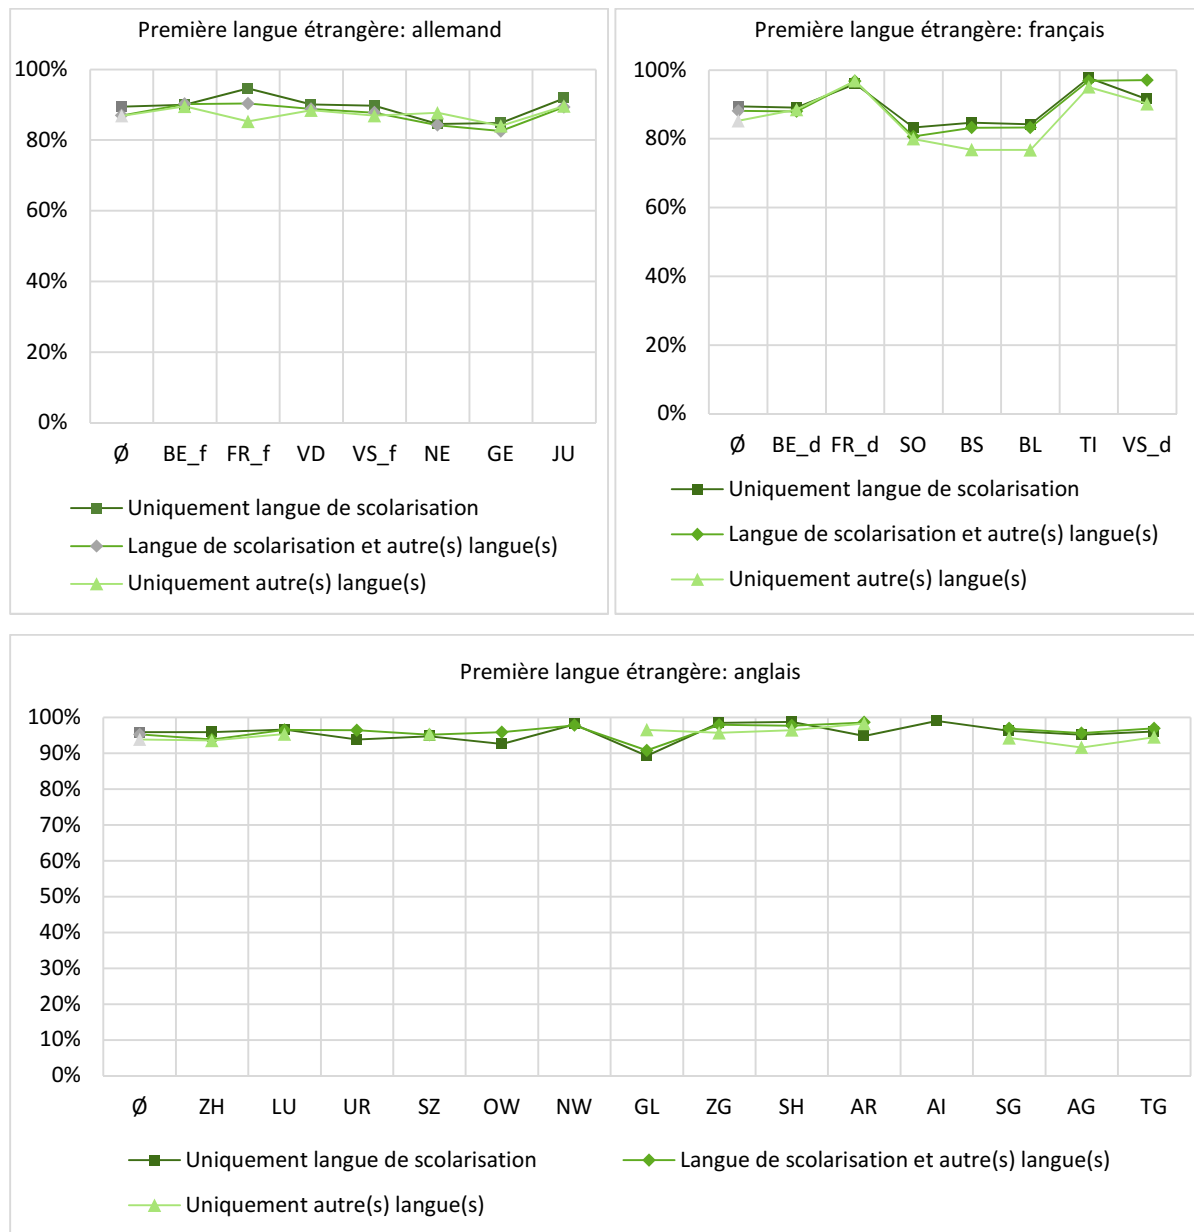 Première langue étrangère: allemand
100%
80%
60%
40%
20%
0%
Ø BE_f FR_f VD VS_f NE GE JU
Uniquement langue de scolarisation
Langue de scolarisation et autre(s) langue(s)
Uniquement autre(s) langue(s)
Première langue étrangère: français
100%
80%
60%
40%
20%
0%
Ø BE_d FR_d SO BS BL TI VS_d
Uniquement langue de scolarisation
Langue de scolarisation et autre(s) langue(s)
Uniquement autre(s) langue(s)
Première langue étrangère: anglais
100%
90%
80%
70%
60%
50%
40%
30%
20%
10%
0%
Ø ZH LU UR SZ OW NW GL ZG SH AR AI SG AG TG
Uniquement langue de scolarisation Langue de scolarisation et autre(s) langue(s)
Uniquement autre(s) langue(s)